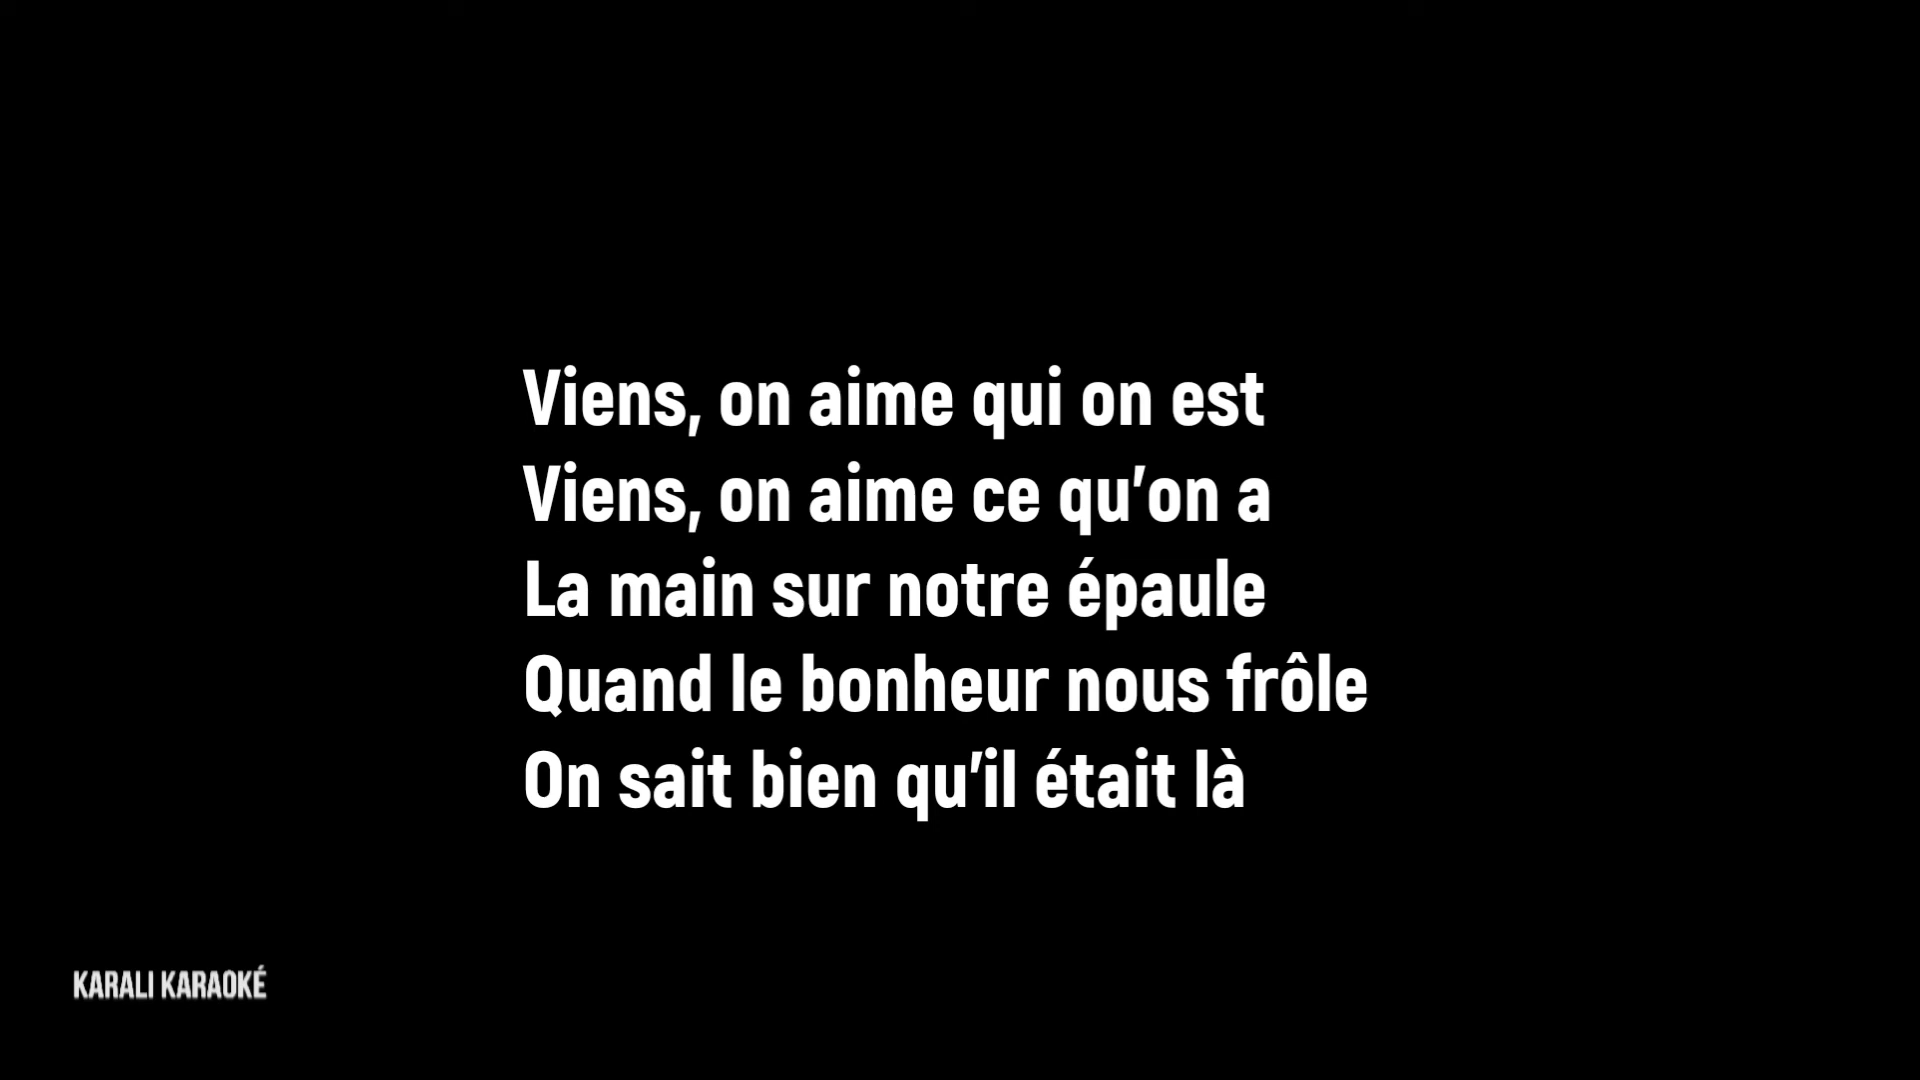 Viens, on aime qui on est
Viens, on aime ce qu’on a
La main sur notre épaule
Quand le bonheur nous frôle
On sait bien qu’il était là
KARALI KARAOKÉ